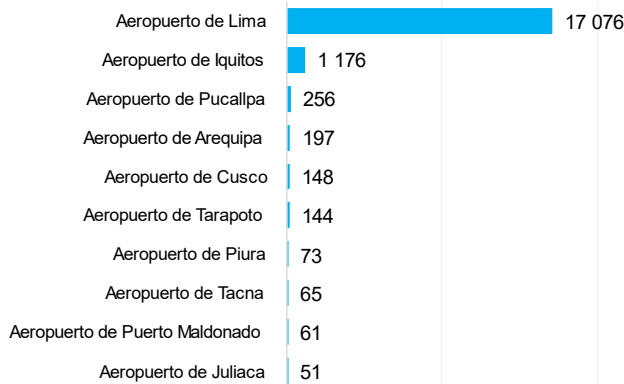 Aeropuerto de Lima 17 076
Aeropuerto de Iquitos 1 176
Aeropuerto de Pucallpa 256
Aeropuerto de Arequipa 197
Aeropuerto de Cusco 148
Aeropuerto de Tarapoto 144
Aeropuerto de Piura 73
Aeropuerto de Tacna 65
Aeropuerto de Puerto Maldonado 61
Aeropuerto de Juliaca 51